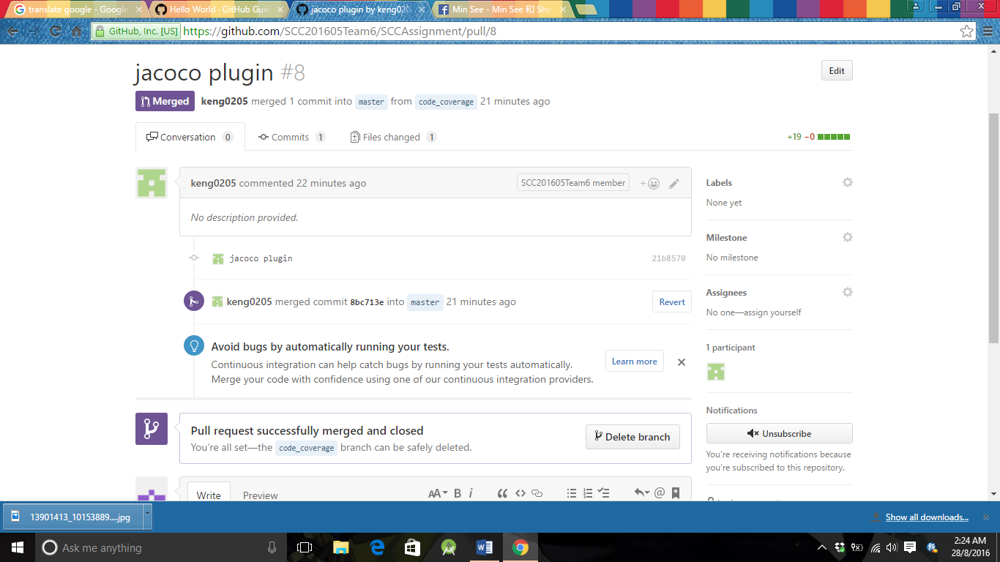 translate google - Google
Hello World · GitHub Guid
jacoco plugin by keng020
Min See - Min See 和 Sha
GitHub, Inc. [US] https://github.com/SCC201605Team6/SCCAssignment/pull/8
jacoco plugin #8
Edit
Merged keng0205 merged 1 commit into master from code_coverage 21 minutes ago
Conversation 0 Commits 1 Files changed 1 +19 −0
keng0205 commented 22 minutes ago SCC201605Team6 member +
No description provided.
jacoco plugin 21b8570
keng0205 merged commit 8bc713e into master 21 minutes ago Revert
Avoid bugs by automatically running your tests.
Continuous integration can help catch bugs by running your tests automatically.
Merge your code with confidence using one of our continuous integration providers.
Learn more
Pull request successfully merged and closed
You're all set—the code_coverage branch can be safely deleted.
Delete branch
Write Preview AA B i
Labels
None yet
Milestone
No milestone
Assignees
No one—assign yourself
1 participant
Notifications
Unsubscribe
You're receiving notifications because
you're subscribed to this repository.
13901413_10153889....jpg
Show all downloads...
Ask me anything
2:24 AM
28/8/2016